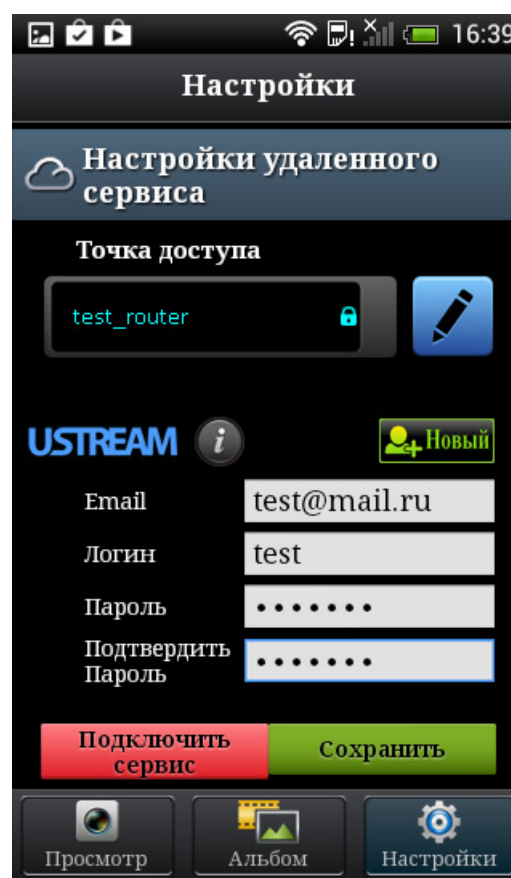 16:39
Настройки
Настройки удаленного
сервиса
Точка доступа
test_router
USTREAM i
Новый
Email test@mail.ru
Логин test
Пароль •••••••
Подтвердить
Пароль •••••••
Подключить
сервис
Сохранить
Просмотр Альбом Настройки